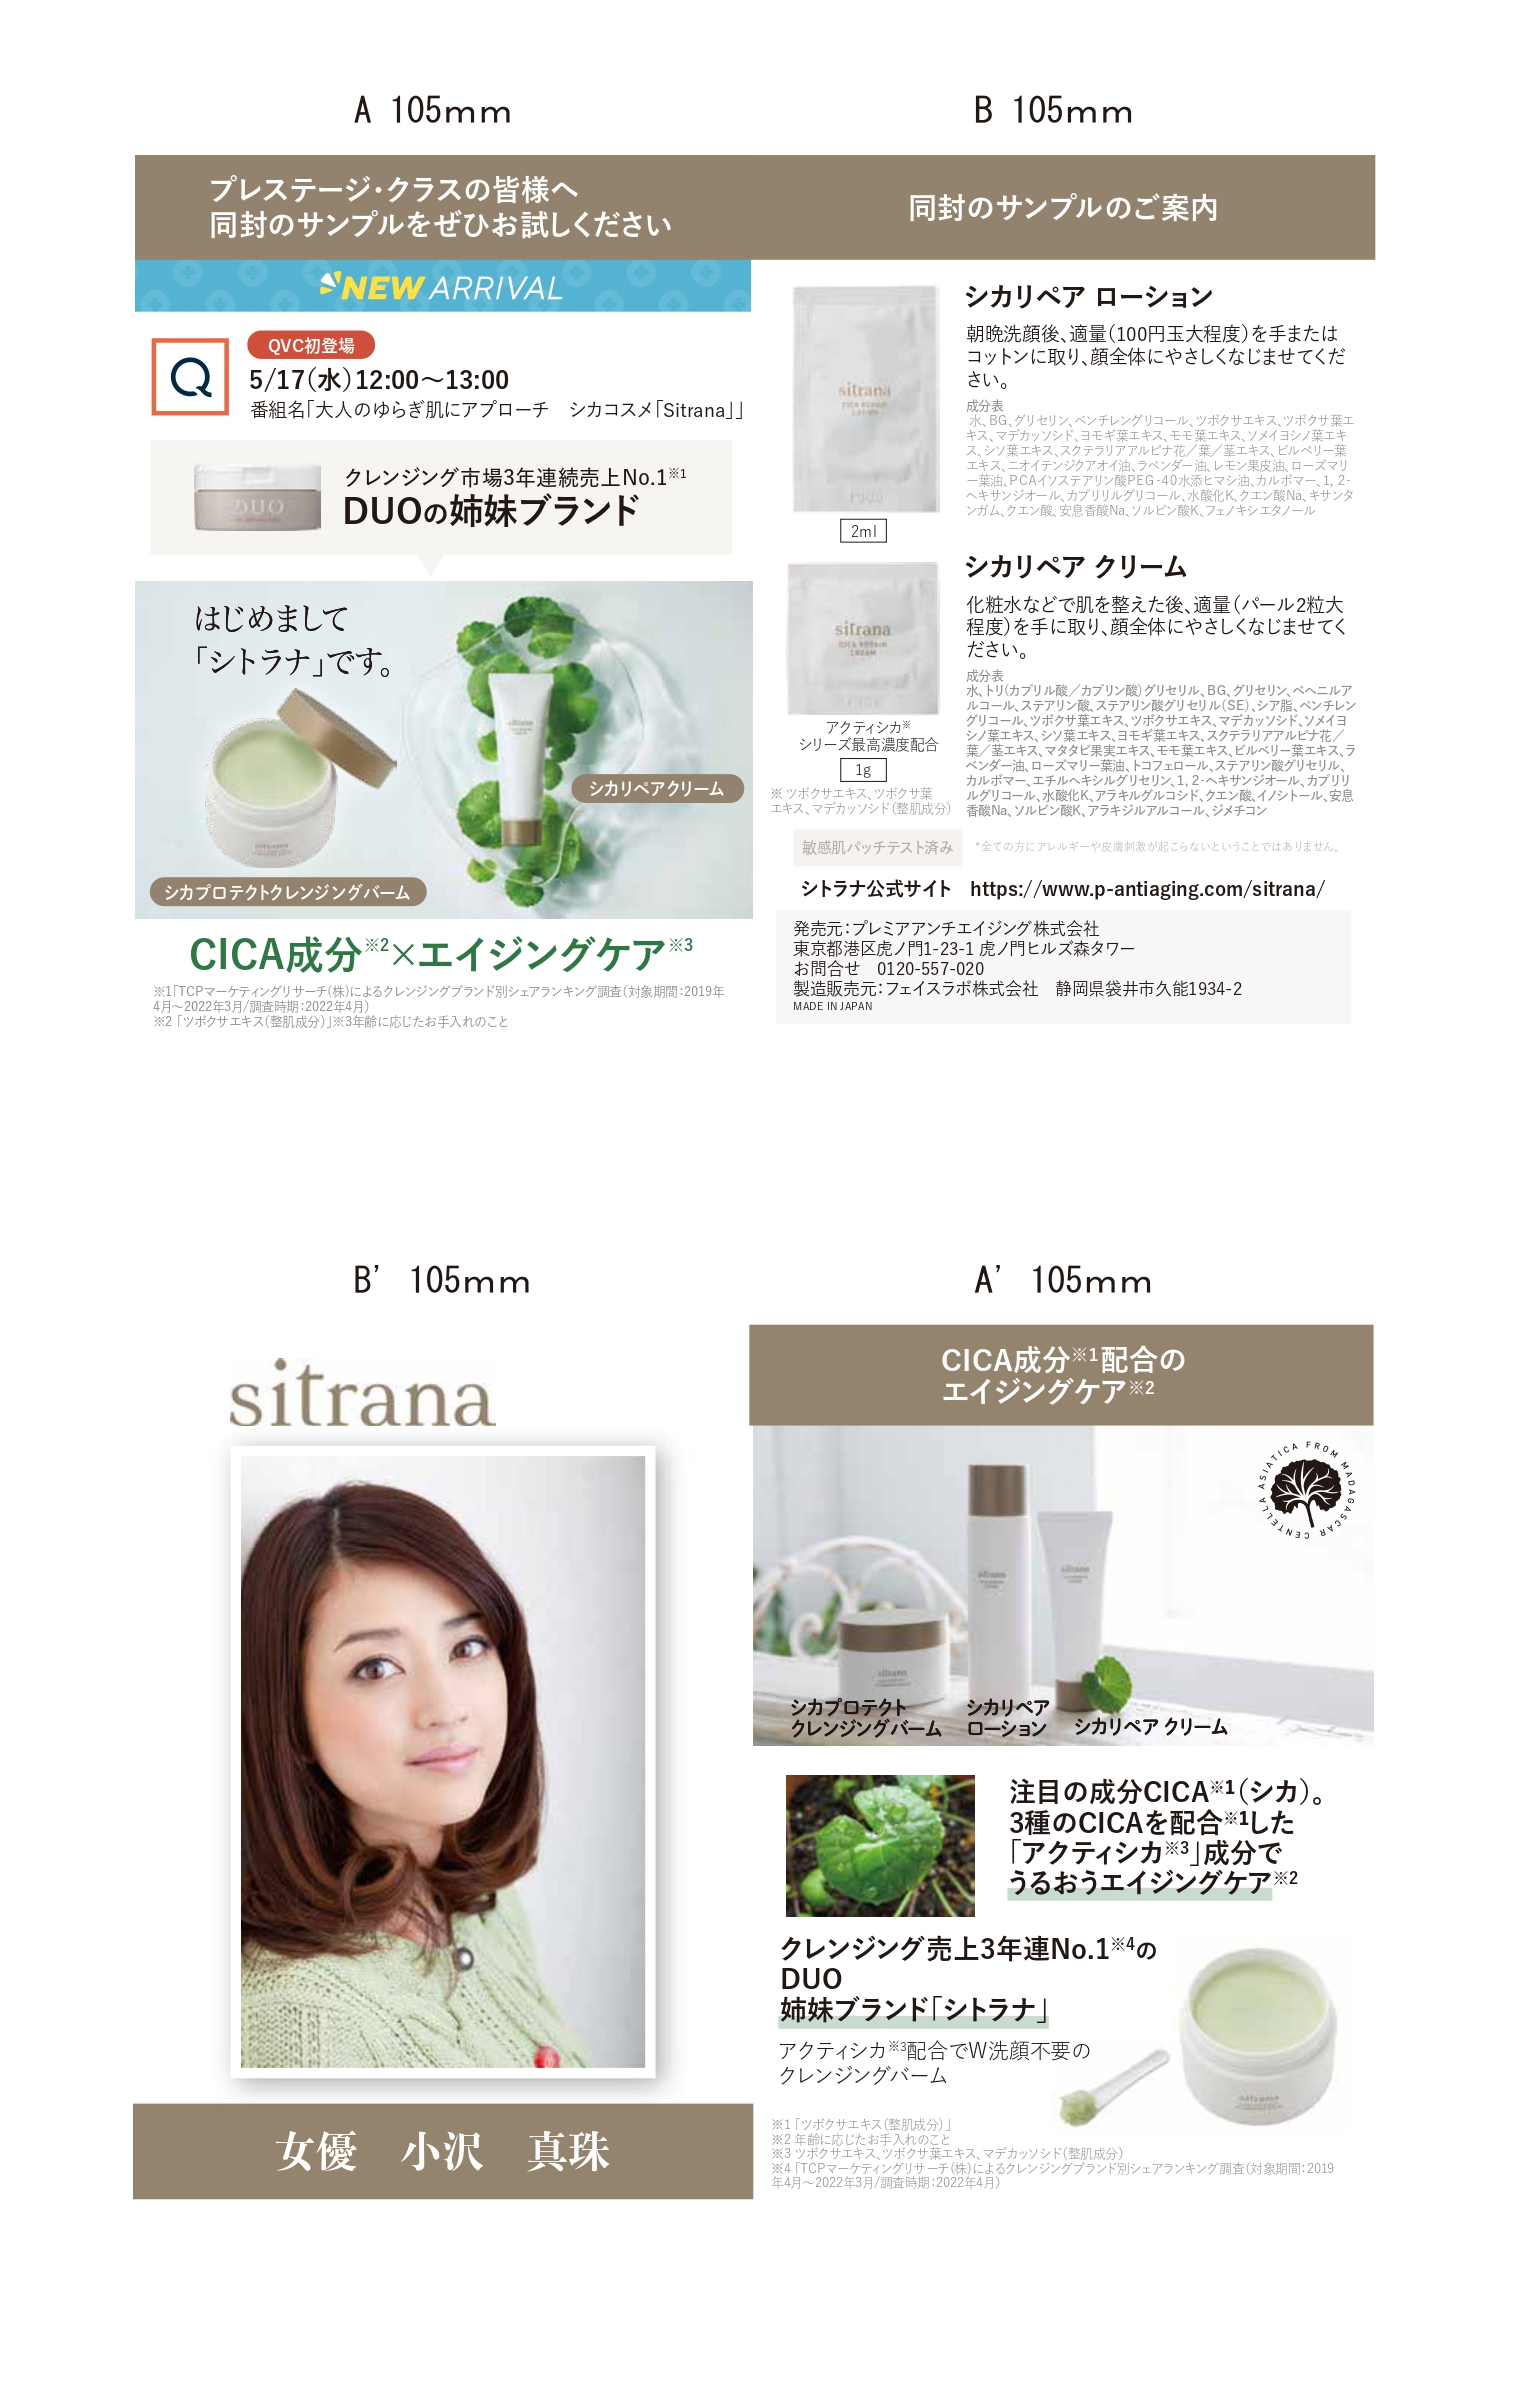 A 105mm
プレステージ・クラスの皆様へ
同封のサンプルをぜひお試しください
NEW ARRIVAL
Q
QVC初登場
5/17(水)12:00〜13:00
番組名「大人のゆらぎ肌にアプローチ　シカコスメ「Sitrana」」
DUO
クレンジング市場3年連続売上No.1※1
DUOの姉妹ブランド
はじめまして
「シトラナ」です。
シカリペアクリーム
シカプロテクトクレンジングバーム
CICA成分※2×エイジングケア※3
※1「TCPマーケティングリサーチ(株)によるクレンジングブランド別シェアランキング調査(対象期間：2019年
4月〜2022年3月/調査時期：2022年4月)
※2 「ツボクサエキス(整肌成分)」※3年齢に応じたお手入れのこと
B 105mm
同封のサンプルのご案内
sitrana
CICA REPAIR
LOTION
2ml
シカリペア ローション
朝晩洗顔後、適量(100円玉大程度)を手または
コットンに取り、顔全体にやさしくなじませてくだ
さい。
成分表
水、BG、グリセリン、ペンチレングリコール、ツボクサエキス、ツボクサ葉エ
キス、マデカッソシド、ヨモギ葉エキス、モモ葉エキス、ソメイヨシノ葉エキ
ス、シソ葉エキス、スクテラリアアルピナ花／葉／茎エキス、ビルベリー葉
エキス、ニオイテンジクアオイ油、ラベンダー油、レモン果皮油、ローズマリ
ー葉油、PCAイソステアリン酸PEG-40水添ヒマシ油、カルボマー、1, 2-
ヘキサンジオール、カプリリルグリコール、水酸化K、クエン酸Na、キサンタ
ンガム、クエン酸、安息香酸Na、ソルビン酸K、フェノキシエタノール
sitrana
CICA REPAIR
CREAM
アクティシカ※
シリーズ最高濃度配合
1g
※ ツボクサエキス、ツボクサ葉
エキス、マデカッソシド(整肌成分)
シカリペア クリーム
化粧水などで肌を整えた後、適量(パール2粒大
程度)を手に取り、顔全体にやさしくなじませてく
ださい。
成分表
水、トリ(カプリル酸／カプリン酸)グリセリル、BG、グリセリン、ベヘニルア
ルコール、ステアリン酸、ステアリン酸グリセリル(SE)、シア脂、ペンチレン
グリコール、ツボクサ葉エキス、ツボクサエキス、マデカッソシド、ソメイヨ
シノ葉エキス、シソ葉エキス、ヨモギ葉エキス、スクテラリアアルピナ花／
葉／茎エキス、マタタビ果実エキス、モモ葉エキス、ビルベリー葉エキス、ラ
ベンダー油、ローズマリー葉油、トコフェロール、ステアリン酸グリセリル、
カルボマー、エチルヘキシルグリセリン、1, 2-ヘキサンジオール、カプリリ
ルグリコール、水酸化K、アラキルグルコシド、クエン酸、イノシトール、安息
香酸Na、ソルビン酸K、アラキジルアルコール、ジメチコン
敏感肌パッチテスト済み
*全ての方にアレルギーや皮膚刺激が起こらないということではありません。
シトラナ公式サイト　https://www.p-antiaging.com/sitrana/
発売元：プレミアアンチエイジング株式会社
東京都港区虎ノ門1-23-1 虎ノ門ヒルズ森タワー
お問合せ　0120-557-020
製造販売元：フェイスラボ株式会社　静岡県袋井市久能1934-2
MADE IN JAPAN
B’ 105mm
sitrana
女優　小沢　真珠
A’ 105mm
CICA成分※1配合の
エイジングケア※2
CENTELLA ASIATICA FROM MADAGASCAR
sitrana
sitrana
sitrana
シカプロテクト
クレンジングバーム
シカリペア
ローション
シカリペア クリーム
注目の成分CICA※1(シカ)。
3種のCICAを配合※1した
「アクティシカ※3」成分で
うるおうエイジングケア※2
クレンジング売上3年連No.1※4の
DUO
姉妹ブランド「シトラナ」
アクティシカ※3配合でW洗顔不要の
クレンジングバーム
sitrana
※1 「ツボクサエキス(整肌成分)」
※2 年齢に応じたお手入れのこと
※3 ツボクサエキス、ツボクサ葉エキス、マデカッソシド(整肌成分)
※4 「TCPマーケティングリサーチ(株)によるクレンジングブランド別シェアランキング調査(対象期間：2019
年4月〜2022年3月/調査時期：2022年4月)